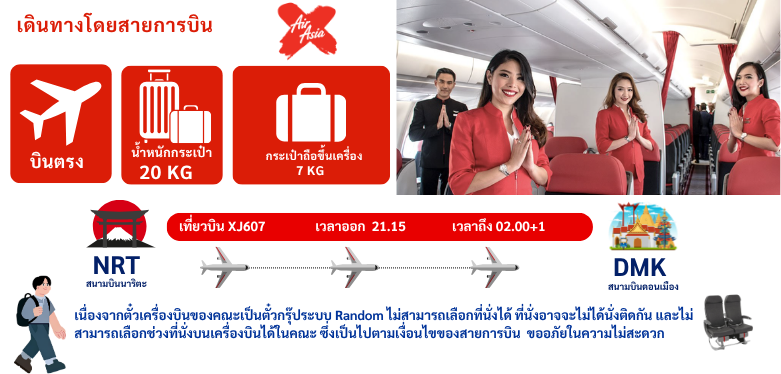 เดินทางโดยสายการบิน
Air
Asia
บินตรง
น้ำหนักกระเป๋า
20 KG
กระเป๋าถือขึ้นเครื่อง
7 KG
เที่ยวบิน XJ607 เวลาออก 21.15 เวลาถึง 02.00+1
NRT
สนามบินนาริตะ
DMK
สนามบินดอนเมือง
เนื่องจากตั๋วเครื่องบินของคณะเป็นตั๋วกรุ๊ประบบ Random ไม่สามารถเลือกที่นั่งได้ ที่นั่งอาจจะไม่ได้นั่งติดกัน และไม่
สามารถเลือกช่วงที่นั่งบนเครื่องบินได้ในคณะ ซึ่งเป็นไปตามเงื่อนไขของสายการบิน ขออภัยในความไม่สะดวก